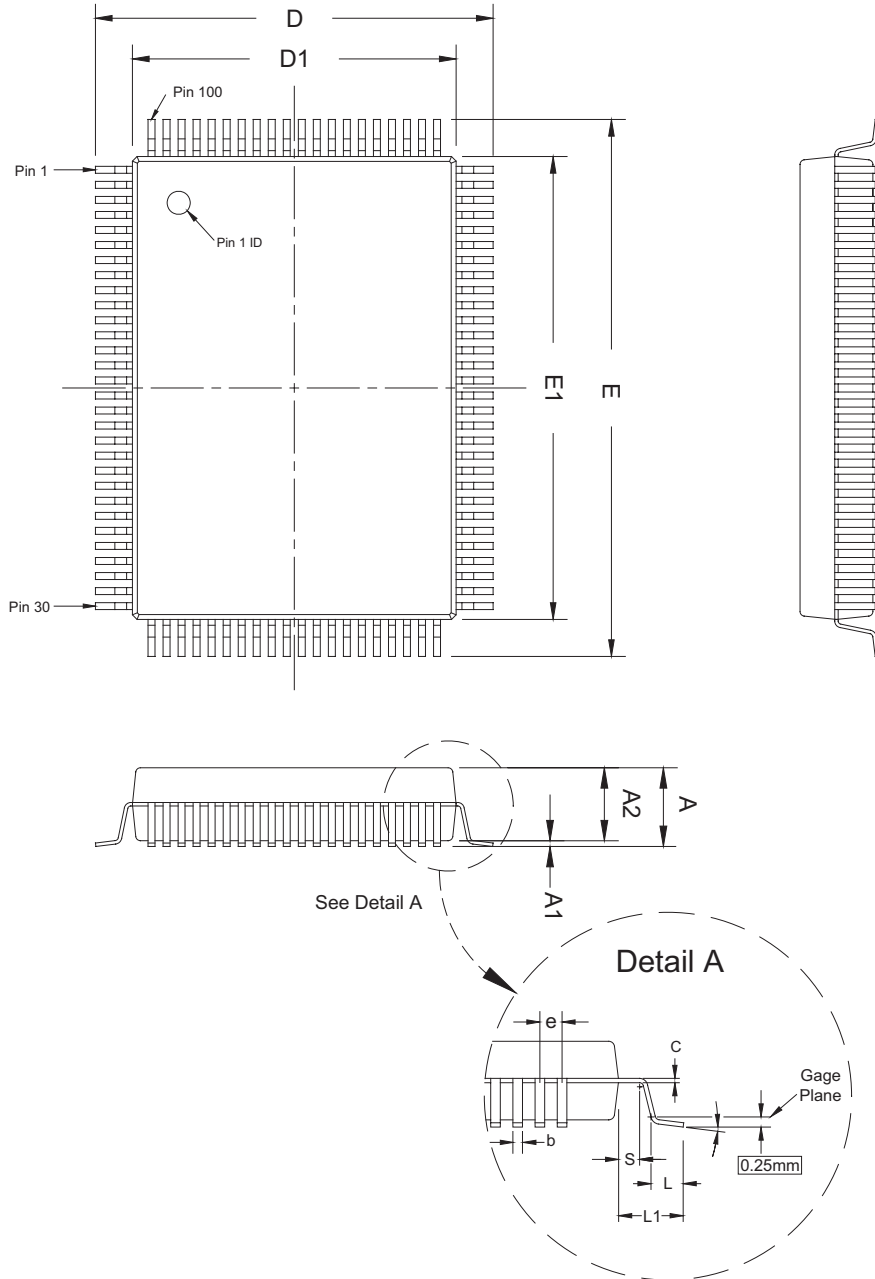 D
D1
Pin 100
Pin 1
Pin 1 ID
E1
E
Pin 30
A2
A
A1
See Detail A
Detail A
e
C
Gage
Plane
b
S
0.25mm
L
L1